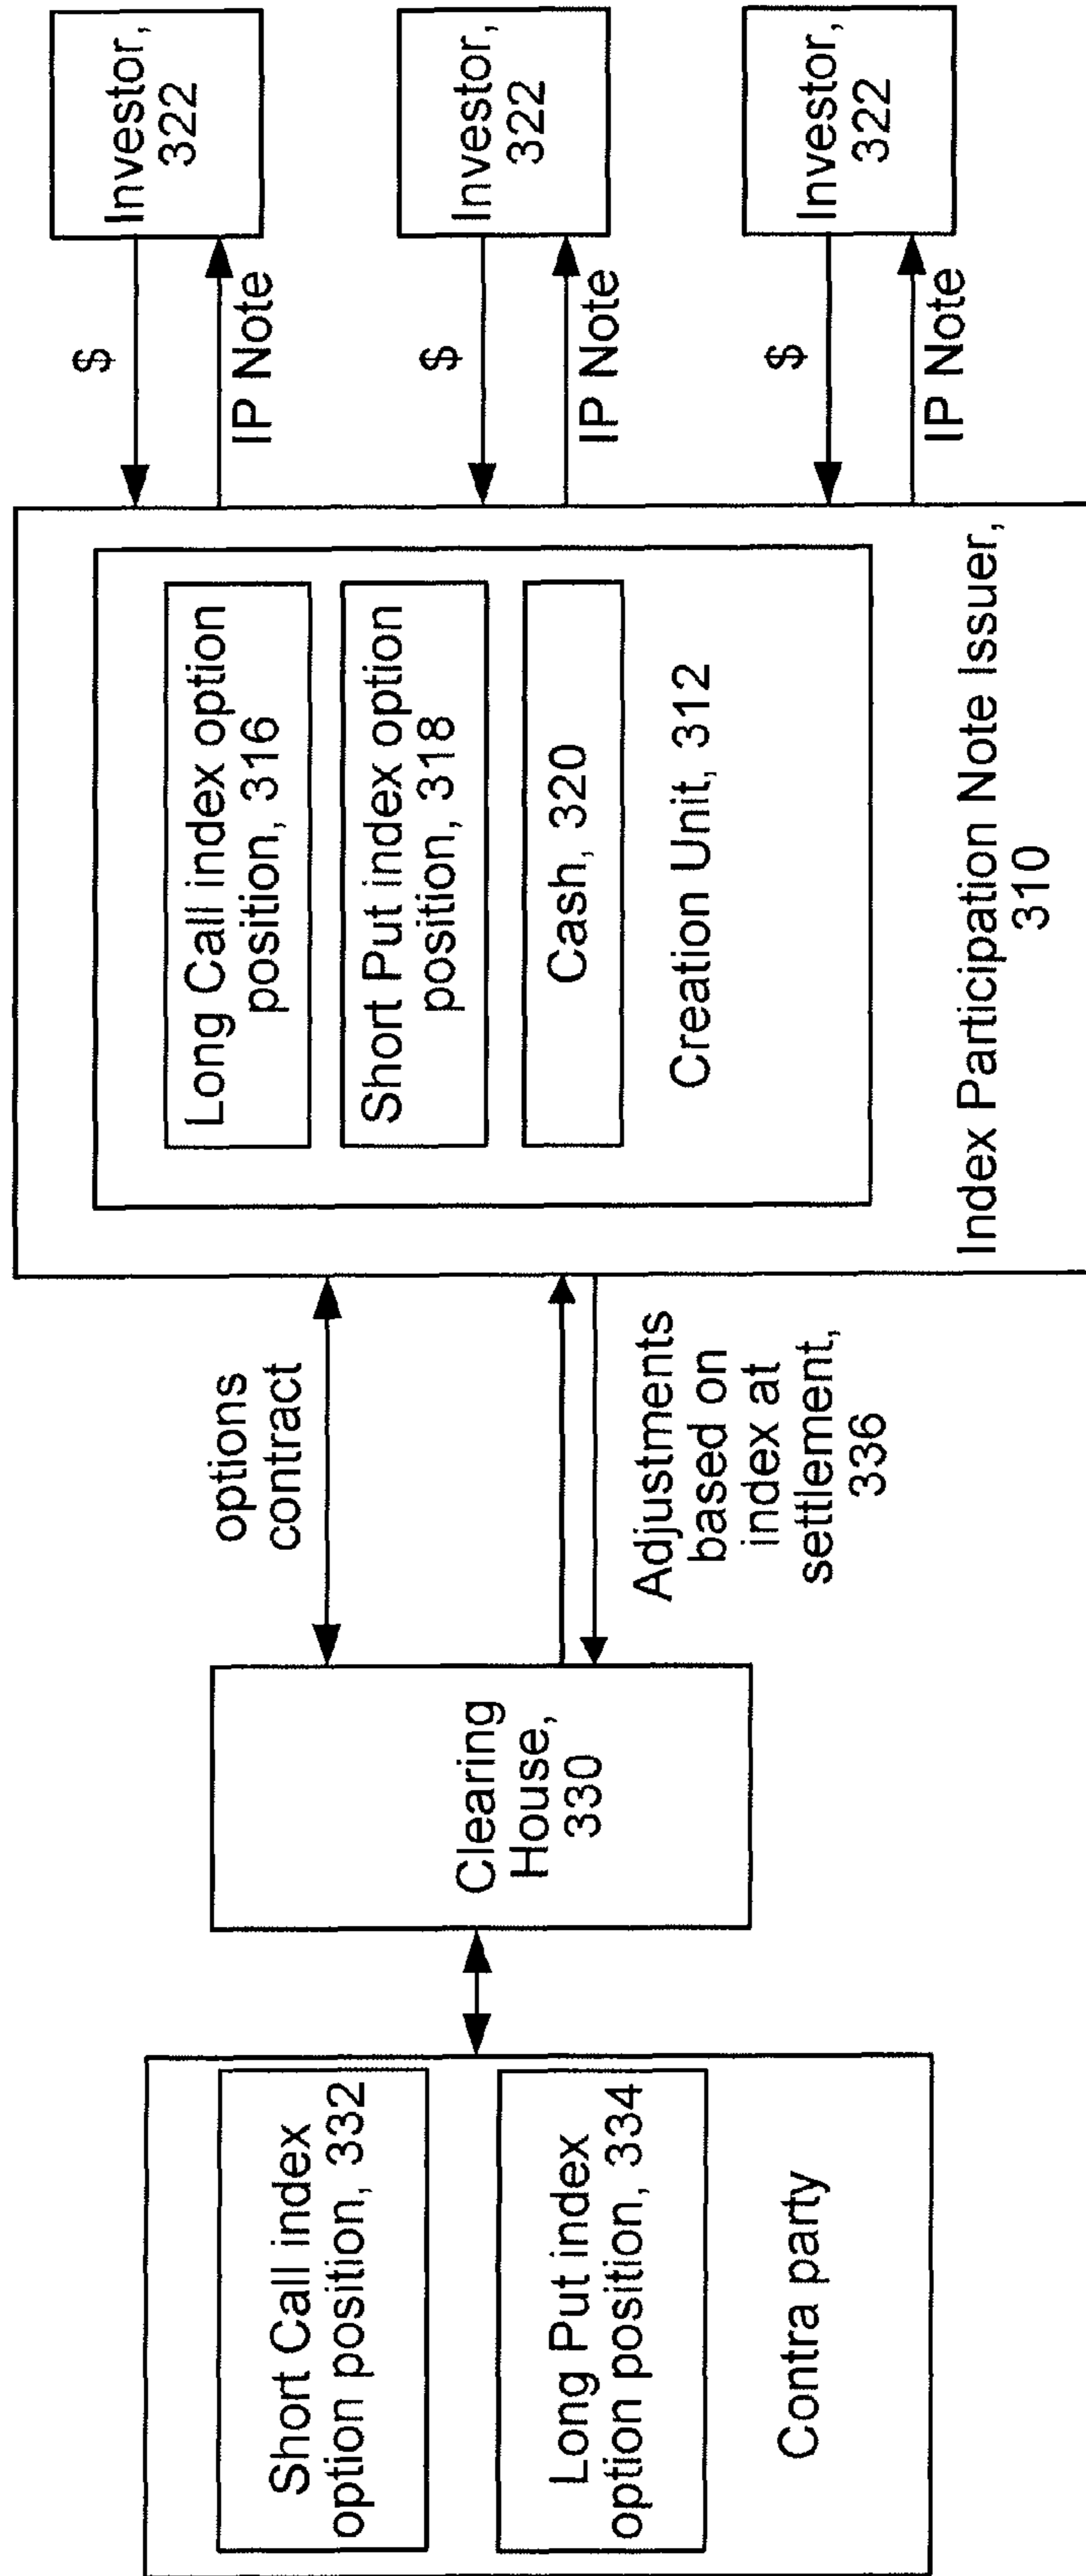 Short Call index
option position, 332
Long Put index
option position, 334
Contra party
Clearing
House,
330
options
contract
Adjustments
based on
index at
settlement,
336
Long Call index option
position, 316
Short Put index option
position, 318
Cash, 320
Creation Unit, 312
Index Participation Note Issuer,
310
$
IP Note
$
IP Note
$
IP Note
Investor,
322
Investor,
322
Investor,
322